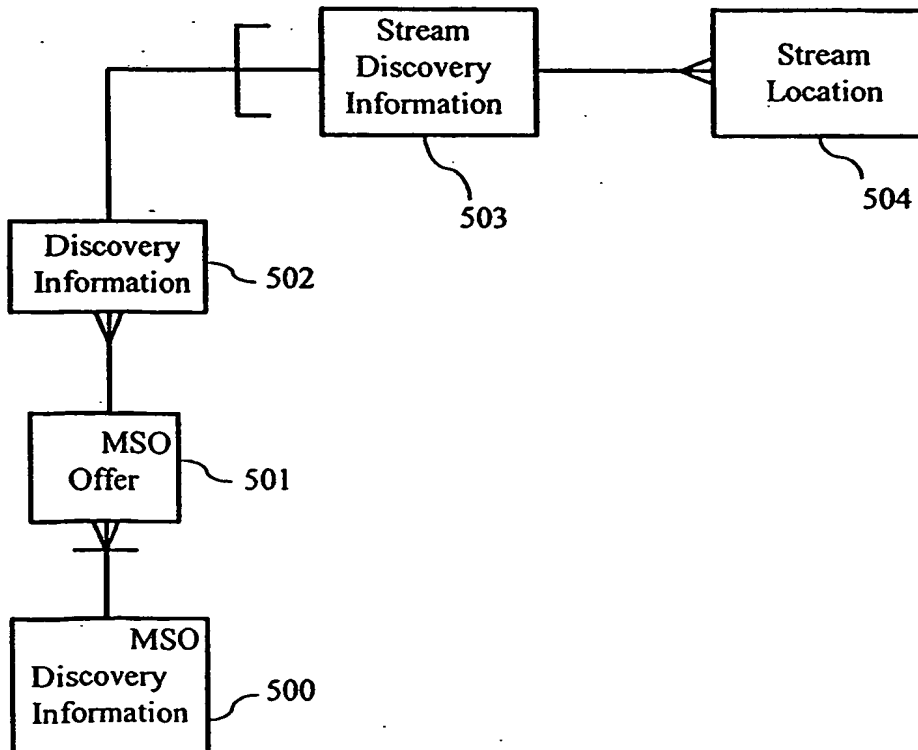 Stream
Discovery
Information
503
Stream
Location
504
Discovery
Information
502
MSO
Offer
501
MSO
Discovery
Information
500